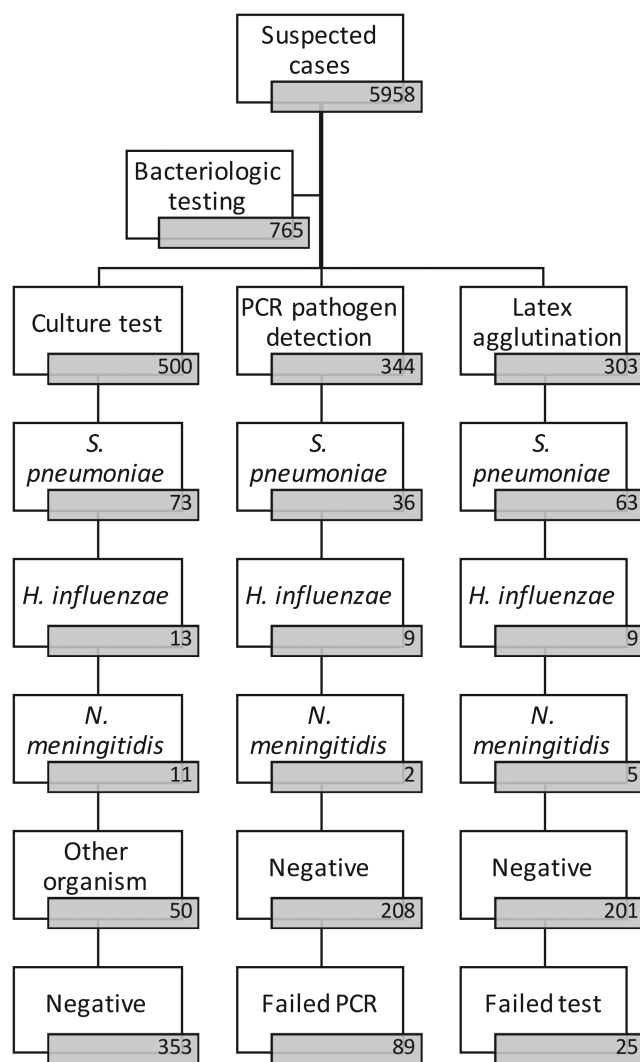 Suspected
cases
5958
Bacteriologic
testing
765
Culture test
500
PCR pathogen
detection
344
Latex
agglutination
303
S.
pneumoniae
73
S.
pneumoniae
36
S.
pneumoniae
63
H. influenzae
13
H. influenzae
9
H. influenzae
9
N.
meningitidis
11
N.
meningitidis
2
N.
meningitidis
5
Other
organism
50
Negative
208
Negative
201
Negative
353
Failed PCR
89
Failed test
25